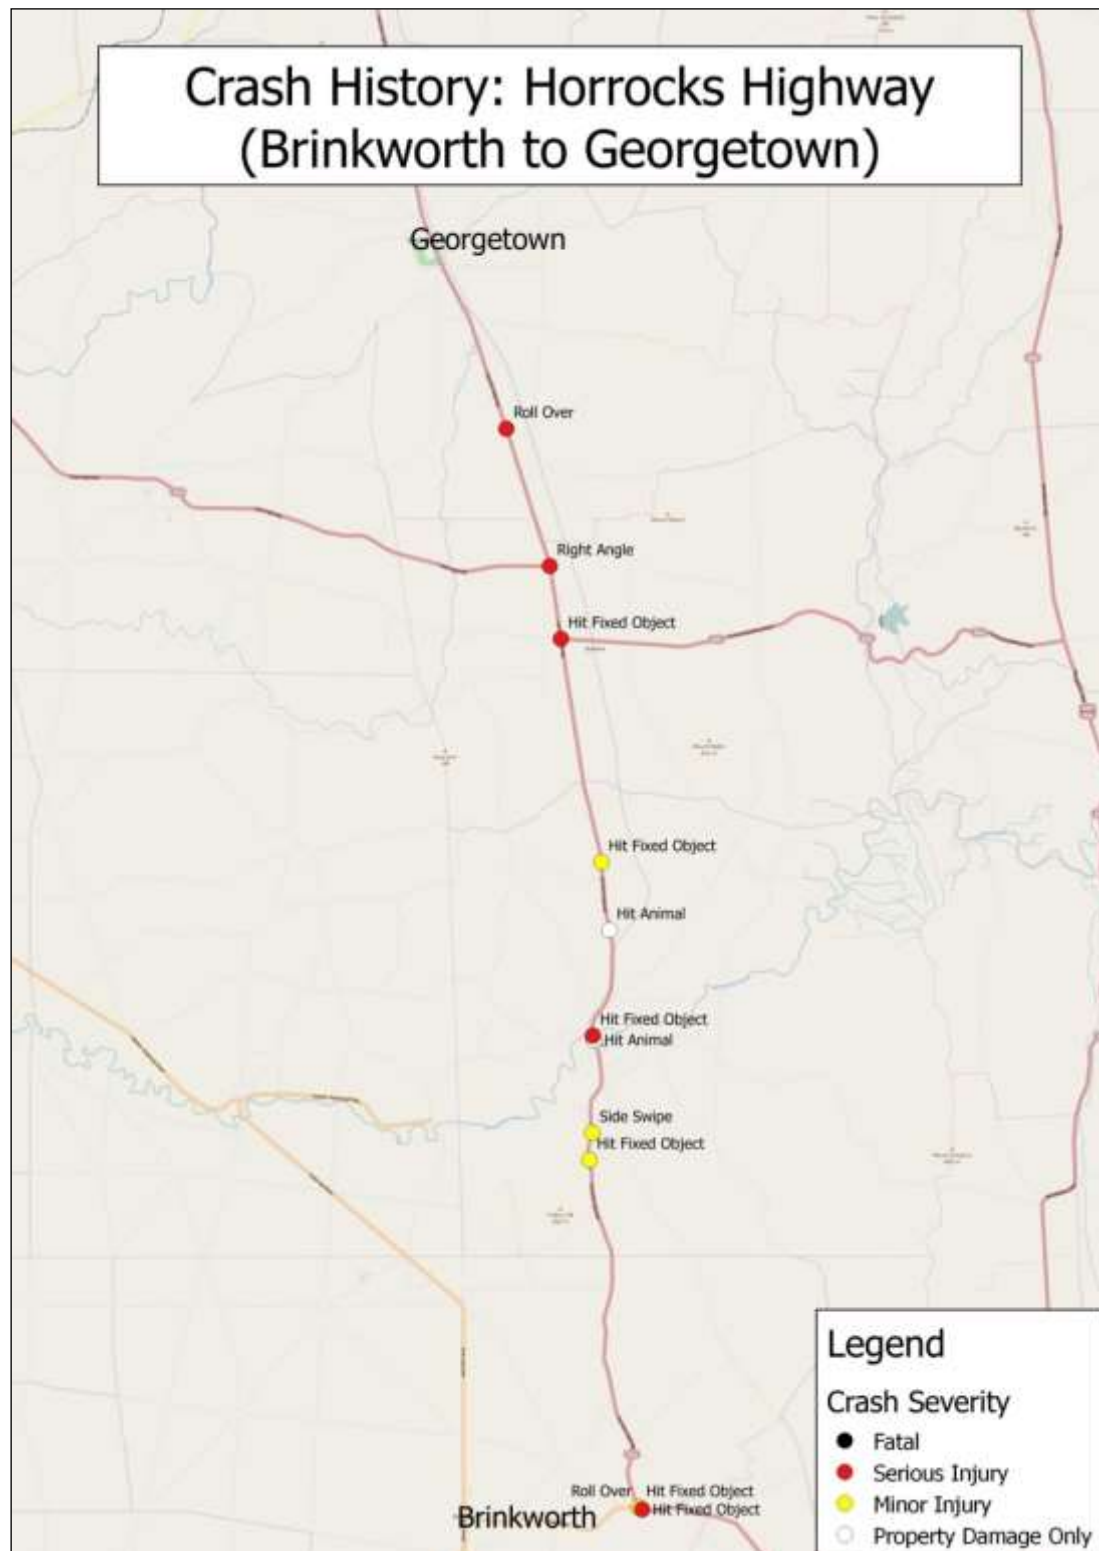 Crash History: Horrocks Highway
(Brinkworth to Georgetown)
Georgetown
Roll Over
Right Angle
Hit Fixed Object
Hit Fixed Object
Hit Animal
Hit Fixed Object
Hit Animal
Side Swipe
Hit Fixed Object
Roll Over
Hit Fixed Object
Hit Fixed Object
Brinkworth
Legend
Crash Severity
Fatal
Serious Injury
Minor Injury
Property Damage Only